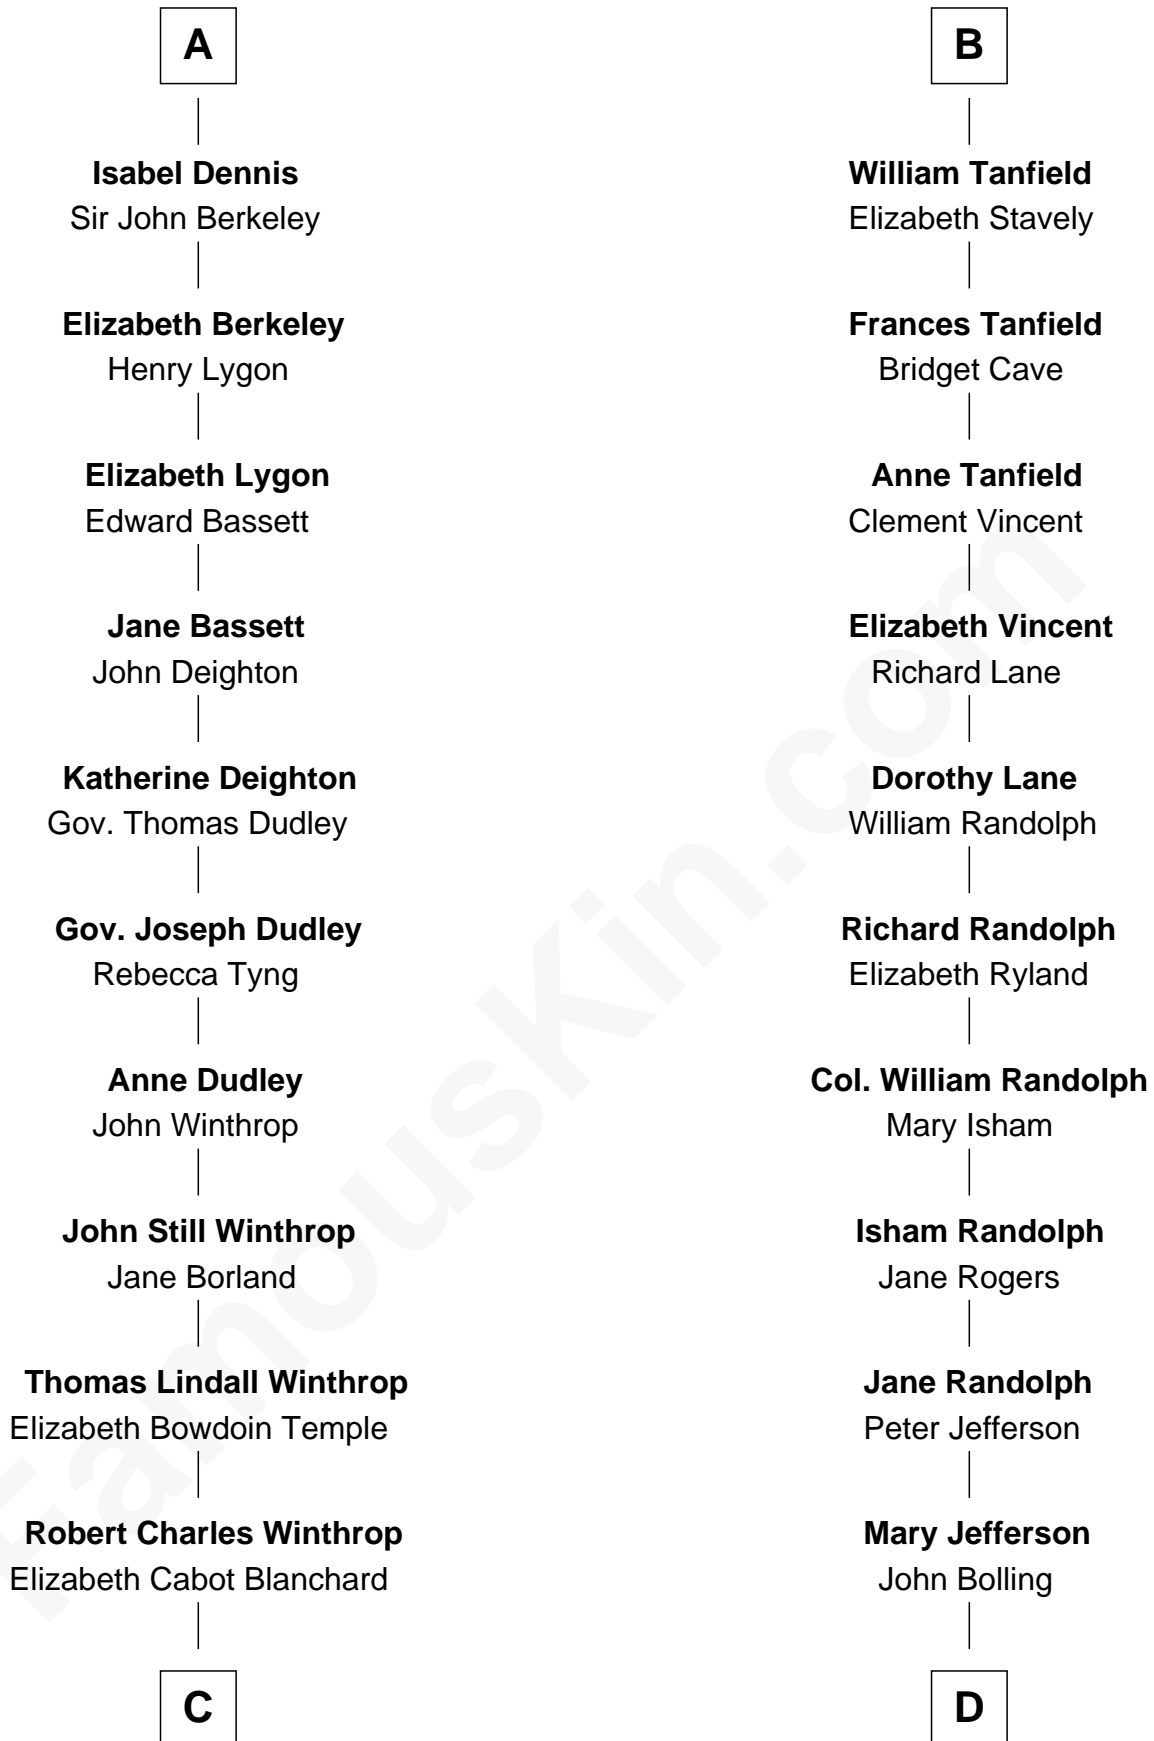 A
Isabel Dennis
Sir John Berkeley
Elizabeth Berkeley
Henry Lygon
Elizabeth Lygon
Edward Bassett
Jane Bassett
John Deighton
Katherine Deighton
Gov. Thomas Dudley
Gov. Joseph Dudley
Rebecca Tyng
Anne Dudley
John Winthrop
John Still Winthrop
Jane Borland
Thomas Lindall Winthrop
Elizabeth Bowdoin Temple
Robert Charles Winthrop
Elizabeth Cabot Blanchard
C
B
William Tanfield
Elizabeth Stavely
Frances Tanfield
Bridget Cave
Anne Tanfield
Clement Vincent
Elizabeth Vincent
Richard Lane
Dorothy Lane
William Randolph
Richard Randolph
Elizabeth Ryland
Col. William Randolph
Mary Isham
Isham Randolph
Jane Rogers
Jane Randolph
Peter Jefferson
Mary Jefferson
John Bolling
D
FamousKin.com